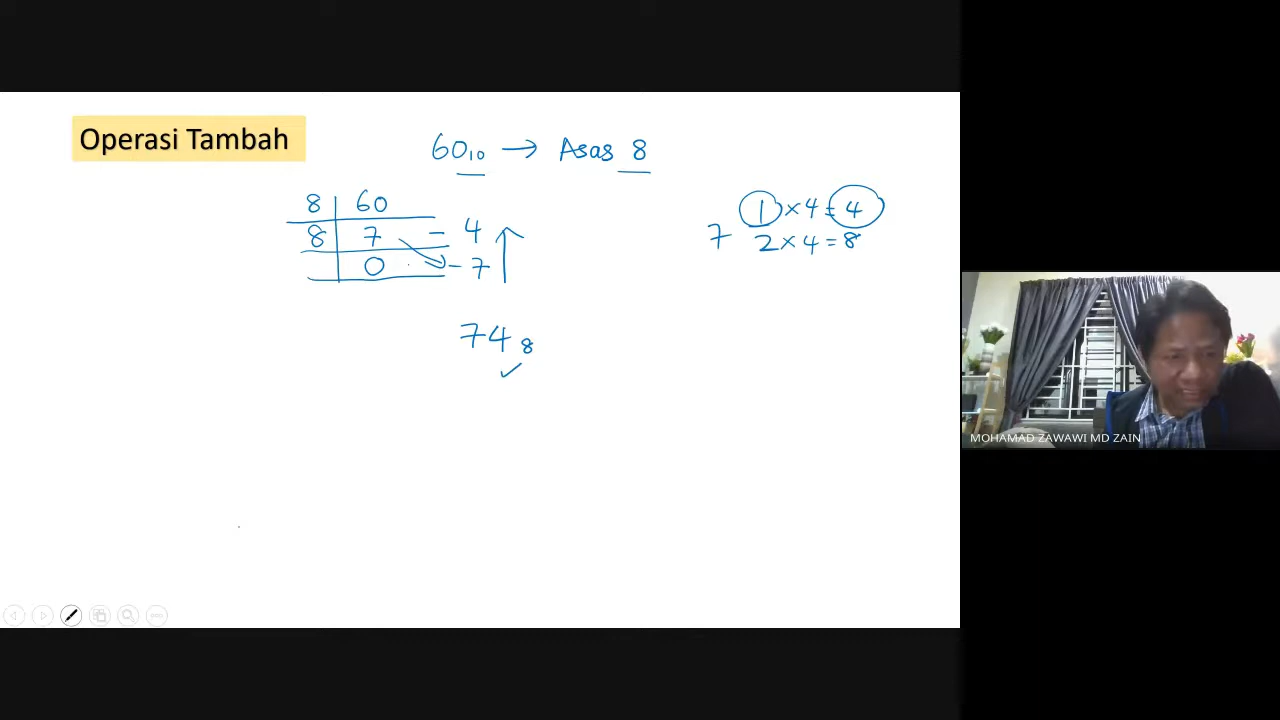 Operasi Tambah
60₁₀ → Asas 8
8 | 60
8 | 7 – 4
0 – 7
74₈ ✓
1 × 4 = 4
7 2 × 4 = 8
MOHAMAD ZAWAWI MD ZAIN